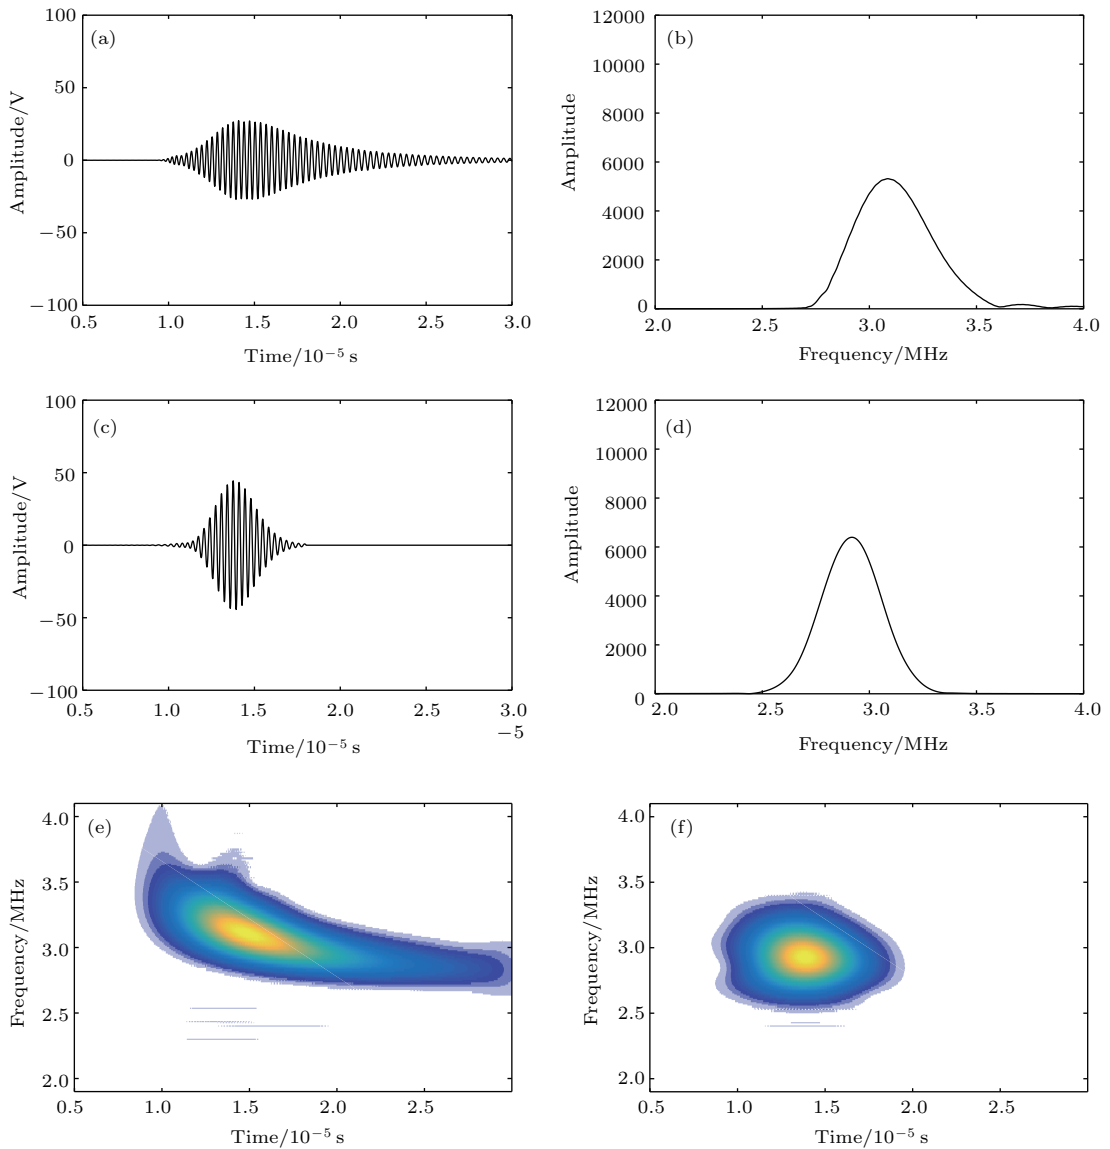 100
(a)
50
0
−50
−100
Amplitude/V
0.5 1.0 1.5 2.0 2.5 3.0
Time/10⁻⁵ s
12000
(b)
10000
8000
6000
4000
2000
0
Amplitude
2.0 2.5 3.0 3.5 4.0
Frequency/MHz
100
(c)
50
0
−50
−100
Amplitude/V
0.5 1.0 1.5 2.0 2.5 3.0
−5
Time/10⁻⁵ s
12000
(d)
10000
8000
6000
4000
2000
0
Amplitude
2.0 2.5 3.0 3.5 4.0
Frequency/MHz
4.0
(e)
3.5
3.0
2.5
2.0
Frequency/MHz
0.5 1.0 1.5 2.0 2.5
Time/10⁻⁵ s
4.0
(f)
3.5
3.0
2.5
2.0
Frequency/MHz
0.5 1.0 1.5 2.0 2.5
Time/10⁻⁵ s